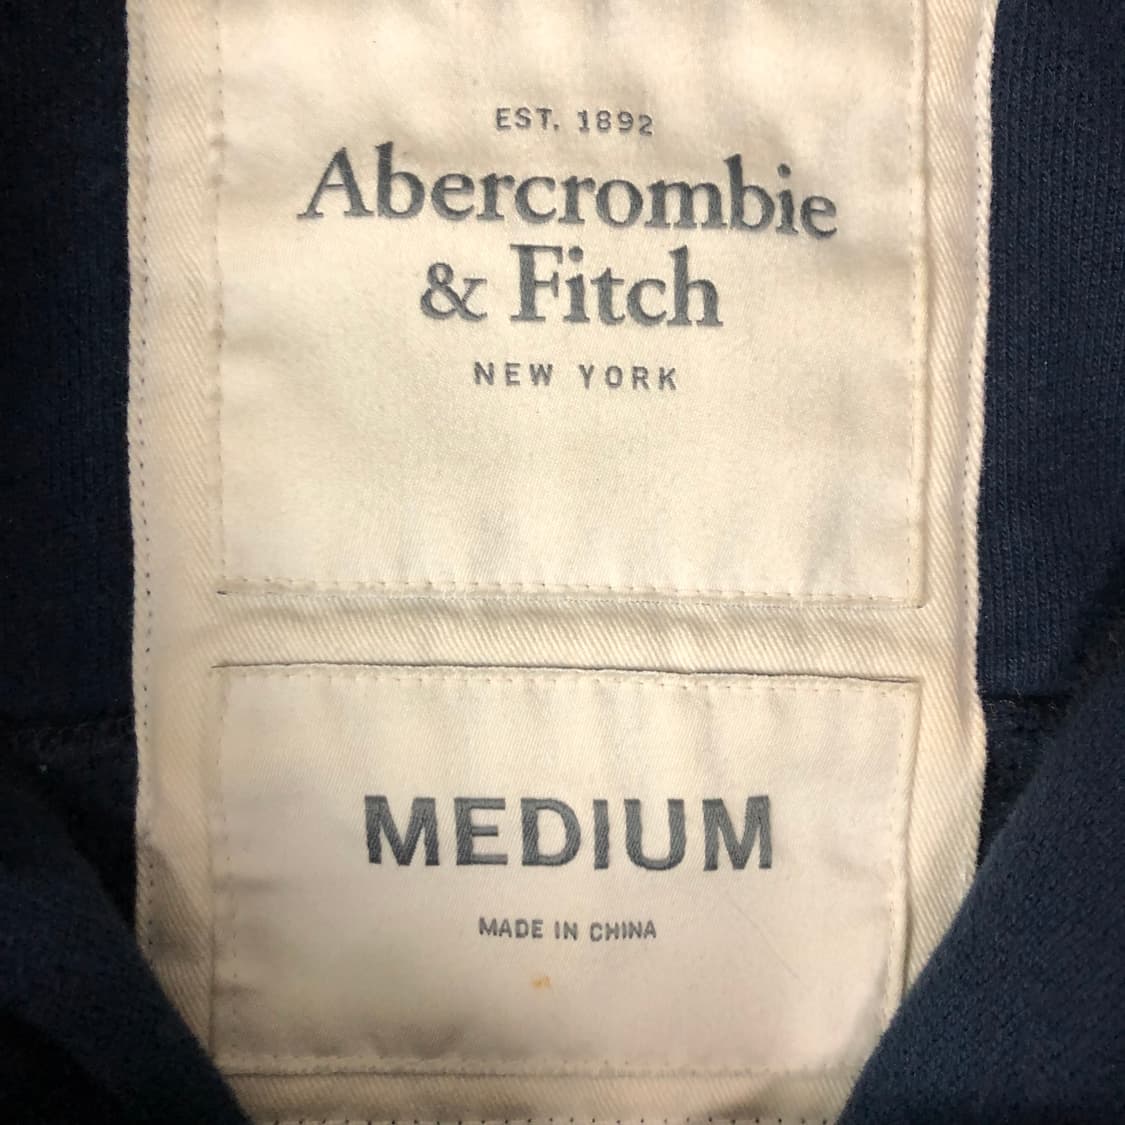 EST. 1892
Abercrombie
& Fitch
NEW YORK
MEDIUM
MADE IN CHINA